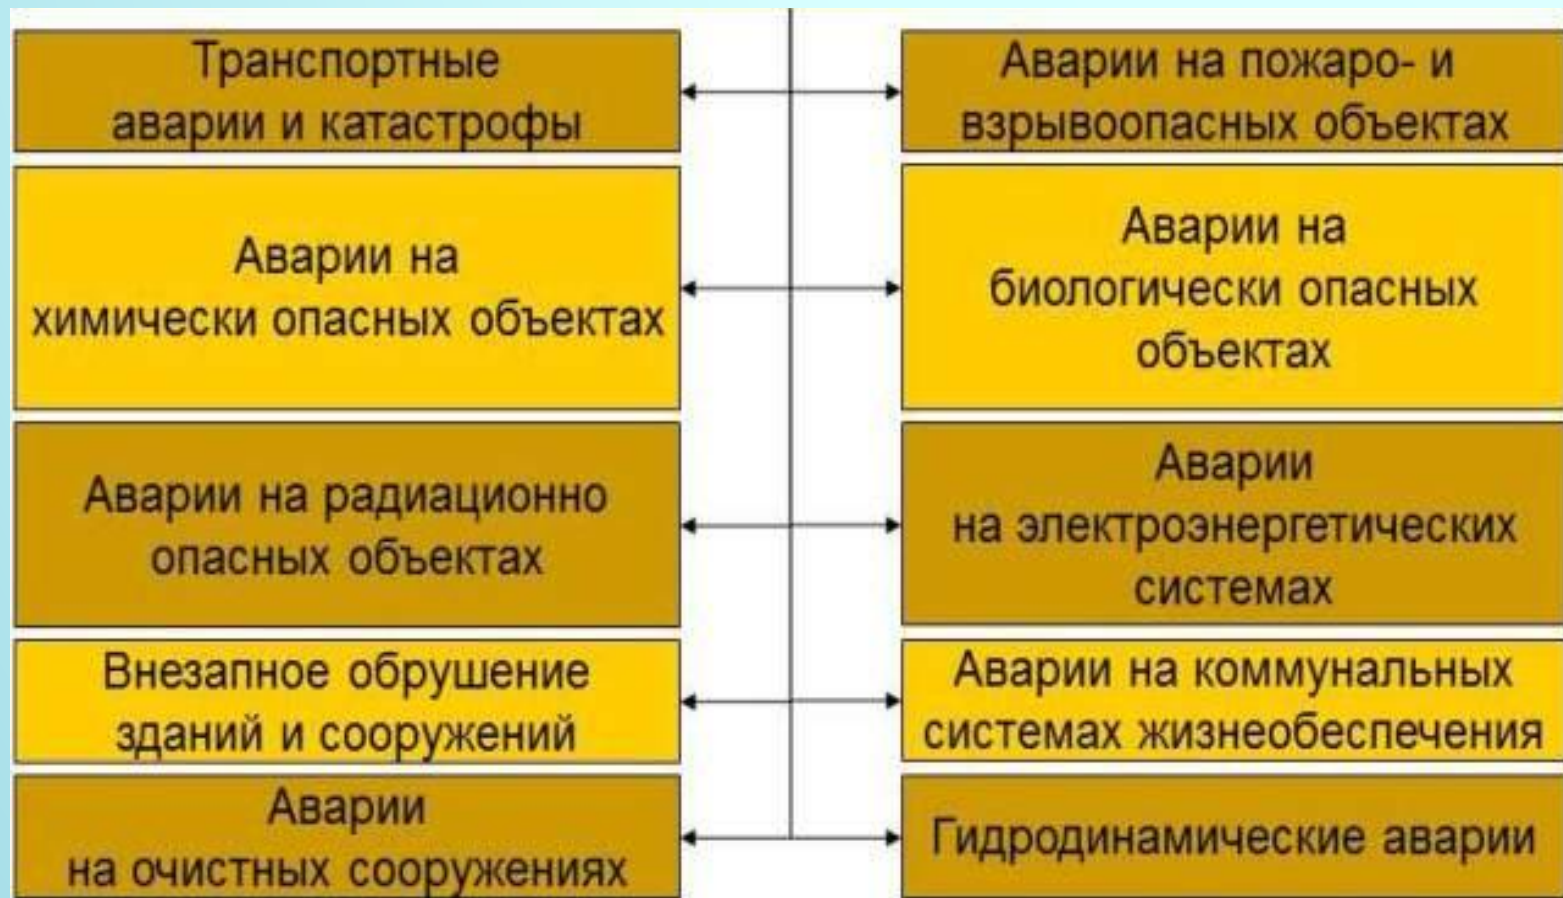 Транспортные
аварии и катастрофы
Аварии на пожаро- и
взрывоопасных объектах
Аварии на
химически опасных объектах
Аварии на
биологически опасных
объектах
Аварии на радиационно
опасных объектах
Аварии
на электроэнергетических
системах
Внезапное обрушение
зданий и сооружений
Аварии на коммунальных
системах жизнеобеспечения
Аварии
на очистных сооружениях
Гидродинамические аварии